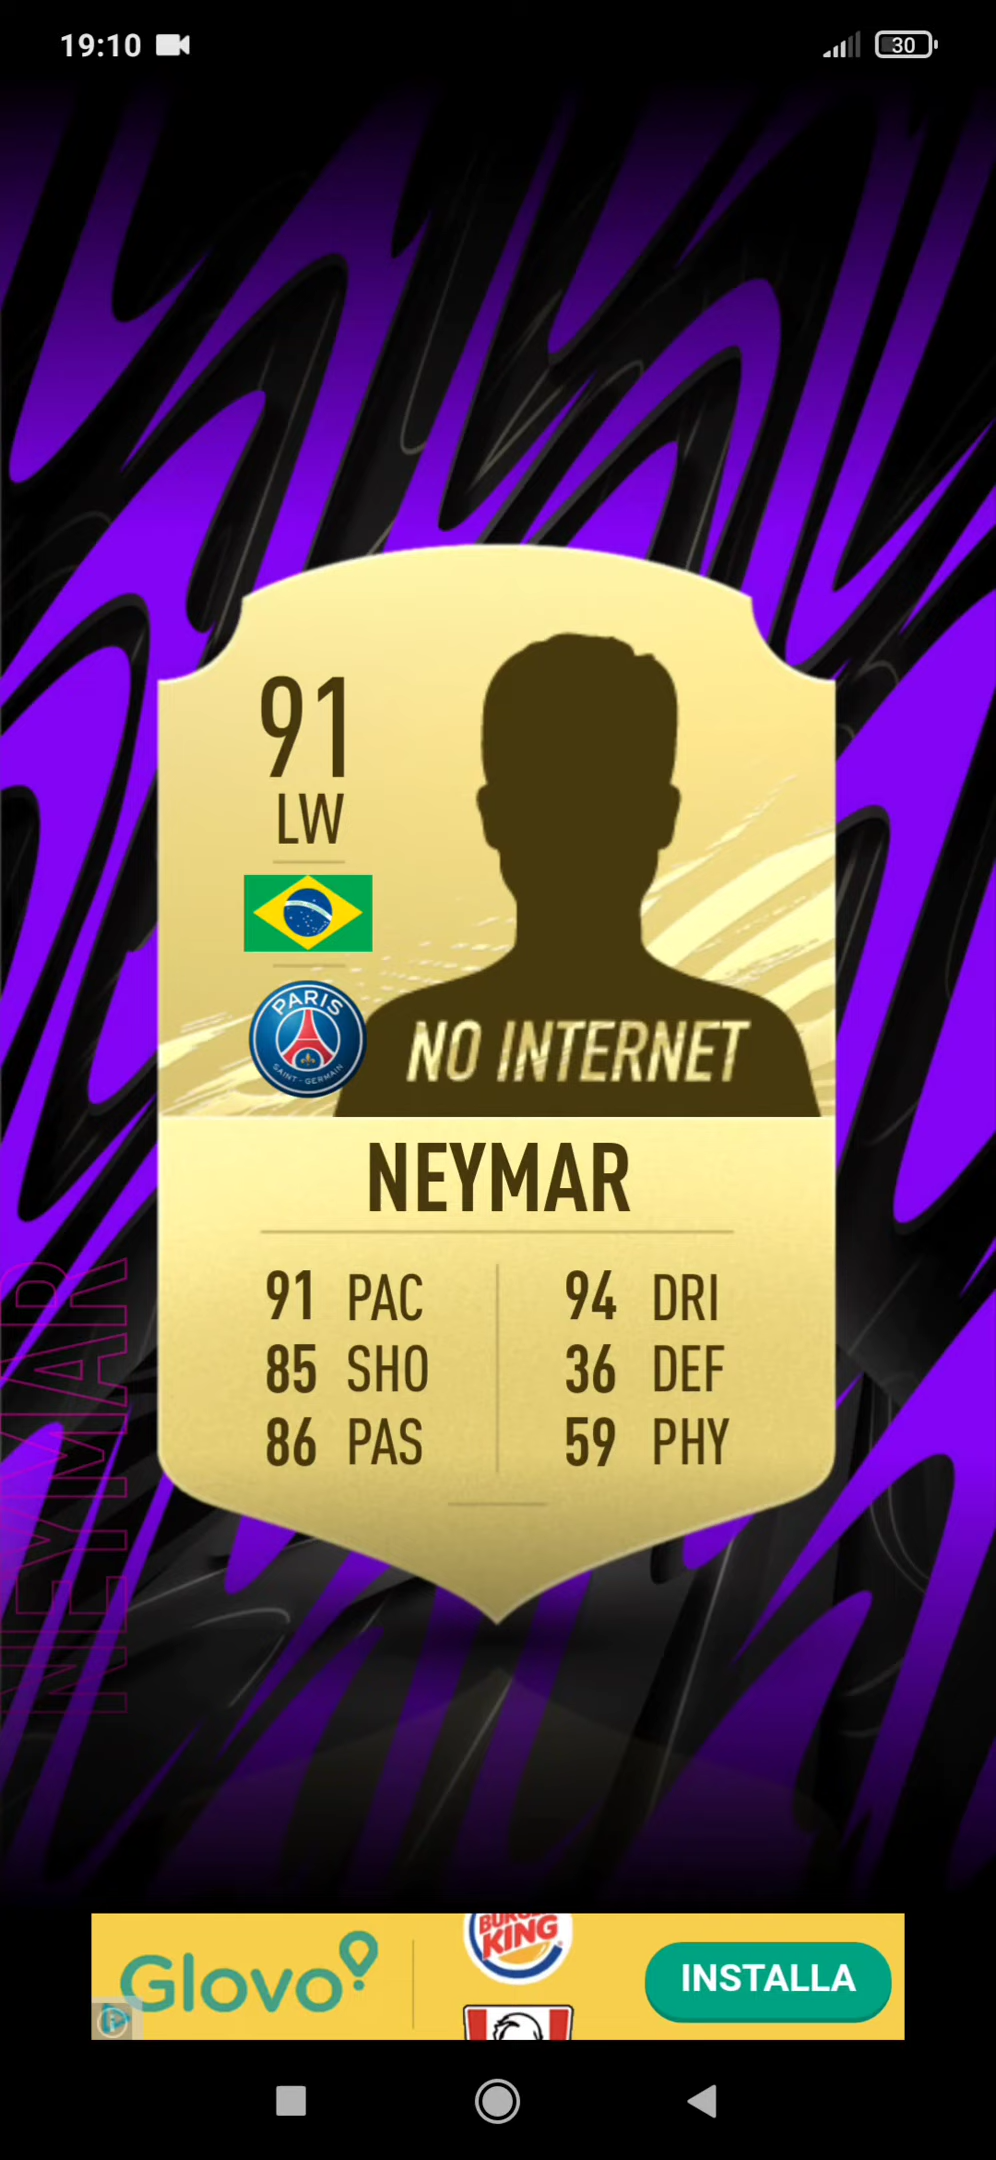 19:10
30
91
LW
PARIS
SAINT-GERMAIN
NO INTERNET
NEYMAR
91 PAC
94 DRI
85 SHO
36 DEF
86 PAS
59 PHY
NEYMAR
Glovo
BURGER
KING
INSTALLA